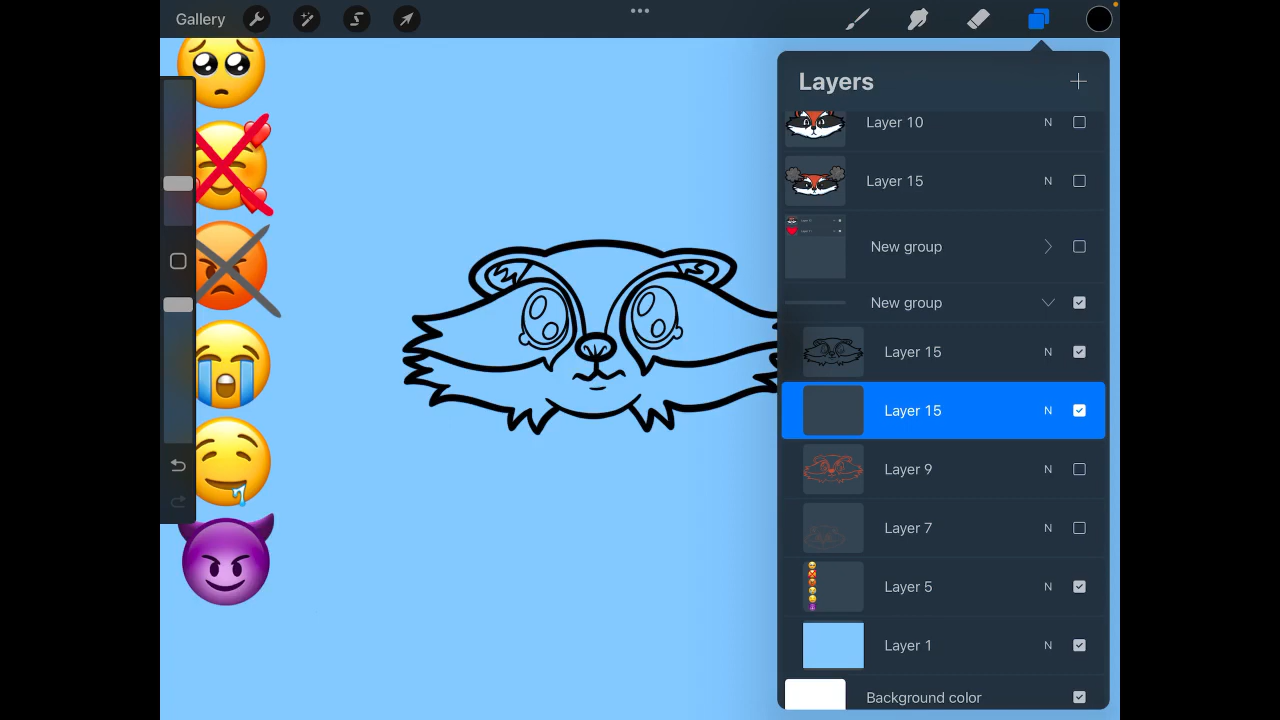 Gallery
Layers
Layer 10 N
Layer 15 N
New group
New group
Layer 15 N
Layer 15 N
Layer 9 N
Layer 7 N
Layer 5 N
Layer 1 N
Background color